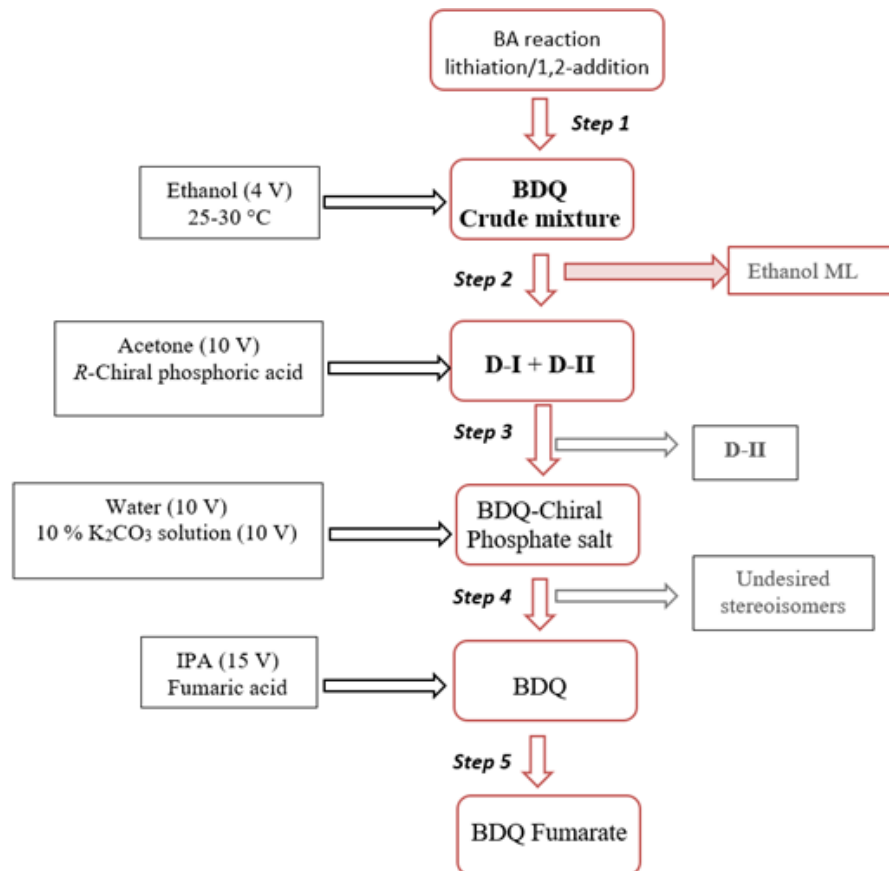 BA reaction
lithiation/1,2-addition
Step 1
Ethanol (4 V)
25-30 °C
BDQ
Crude mixture
Step 2
Ethanol ML
Acetone (10 V)
R-Chiral phosphoric acid
D-I + D-II
Step 3
D-II
Water (10 V)
10 % K₂CO₃ solution (10 V)
BDQ-Chiral
Phosphate salt
Step 4
Undesired
stereoisomers
IPA (15 V)
Fumaric acid
BDQ
Step 5
BDQ Fumarate